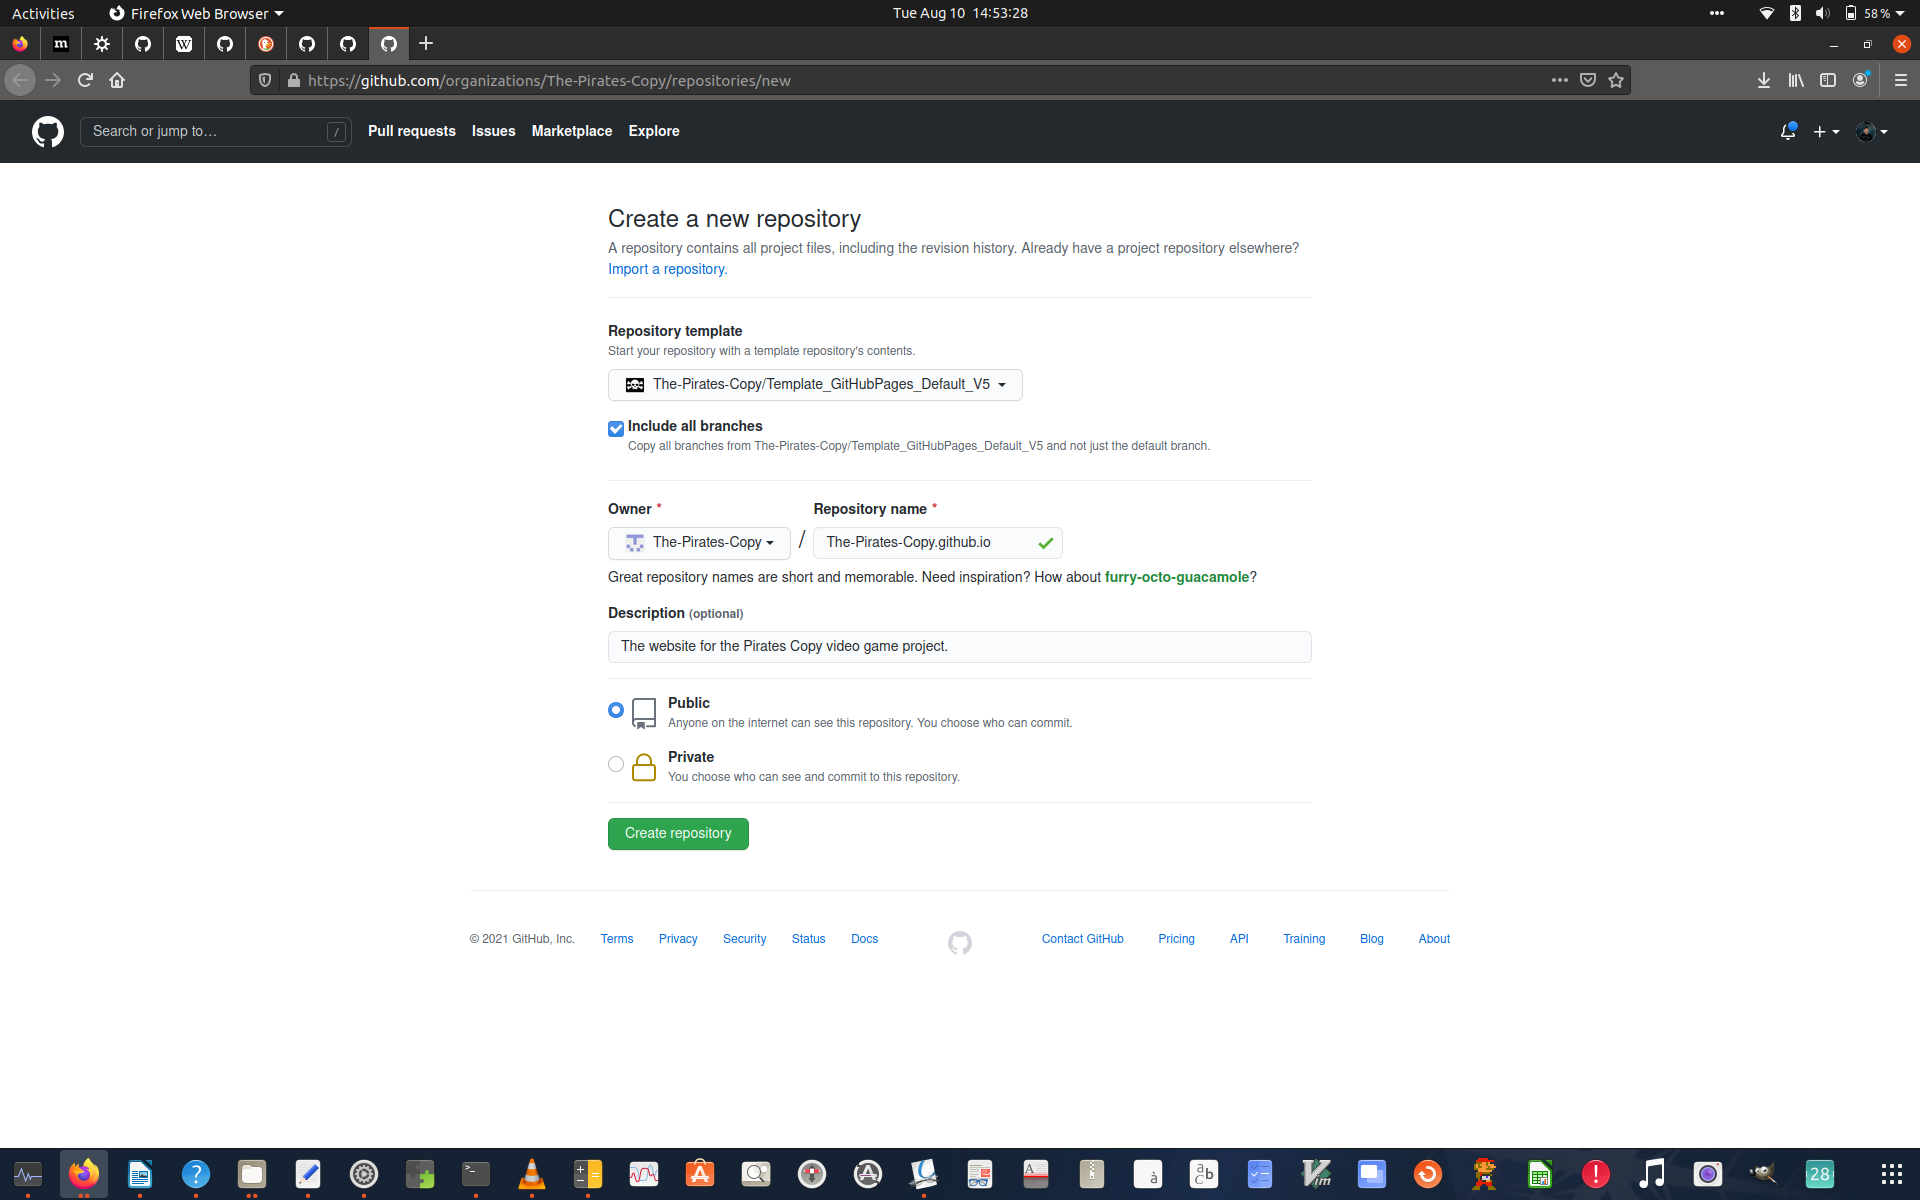 Activities
Firefox Web Browser
Tue Aug 10 14:53:28
58 %
m
W
https://github.com/organizations/The-Pirates-Copy/repositories/new
Search or jump to…
/
Pull requests
Issues
Marketplace
Explore
Create a new repository
A repository contains all project files, including the revision history. Already have a project repository elsewhere?
Import a repository.
Repository template
Start your repository with a template repository's contents.
The-Pirates-Copy/Template_GitHubPages_Default_V5
Include all branches
Copy all branches from The-Pirates-Copy/Template_GitHubPages_Default_V5 and not just the default branch.
Owner *
Repository name *
The-Pirates-Copy
/
The-Pirates-Copy.github.io
Great repository names are short and memorable. Need inspiration? How about furry-octo-guacamole?
Description (optional)
The website for the Pirates Copy video game project.
Public
Anyone on the internet can see this repository. You choose who can commit.
Private
You choose who can see and commit to this repository.
Create repository
© 2021 GitHub, Inc.
Terms
Privacy
Security
Status
Docs
Contact GitHub
Pricing
API
Training
Blog
About
?
>_
A
à
a
c b
Vim
!
28